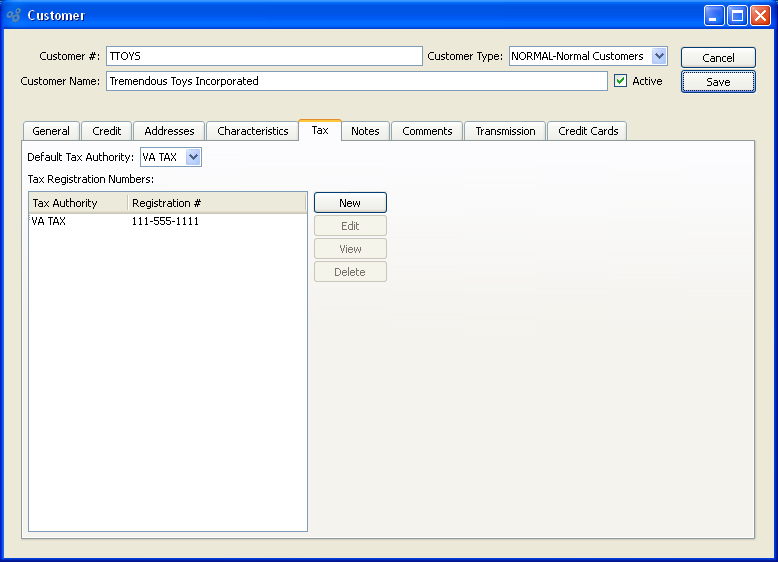 Customer
Customer #: TTOYS Customer Type: NORMAL-Normal Customers Cancel
Customer Name: Tremendous Toys Incorporated Active Save
General Credit Addresses Characteristics Tax Notes Comments Transmission Credit Cards
Default Tax Authority: VA TAX
Tax Registration Numbers:
Tax Authority Registration # New
VA TAX 111-555-1111
Edit
View
Delete